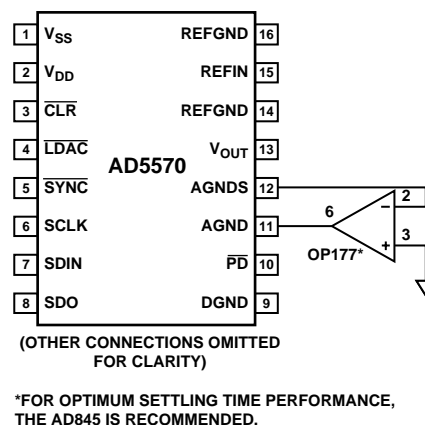 1 VSS REFGND 16
2 VDD REFIN 15
3 CLR REFGND 14
4 LDAC VOUT 13
AD5570
5 SYNC AGNDS 12
6 SCLK AGND 11
7 SDIN PD 10
8 SDO DGND 9
2
–
6
3
+
OP177*
(OTHER CONNECTIONS OMITTED
FOR CLARITY)
*FOR OPTIMUM SETTLING TIME PERFORMANCE,
THE AD845 IS RECOMMENDED.